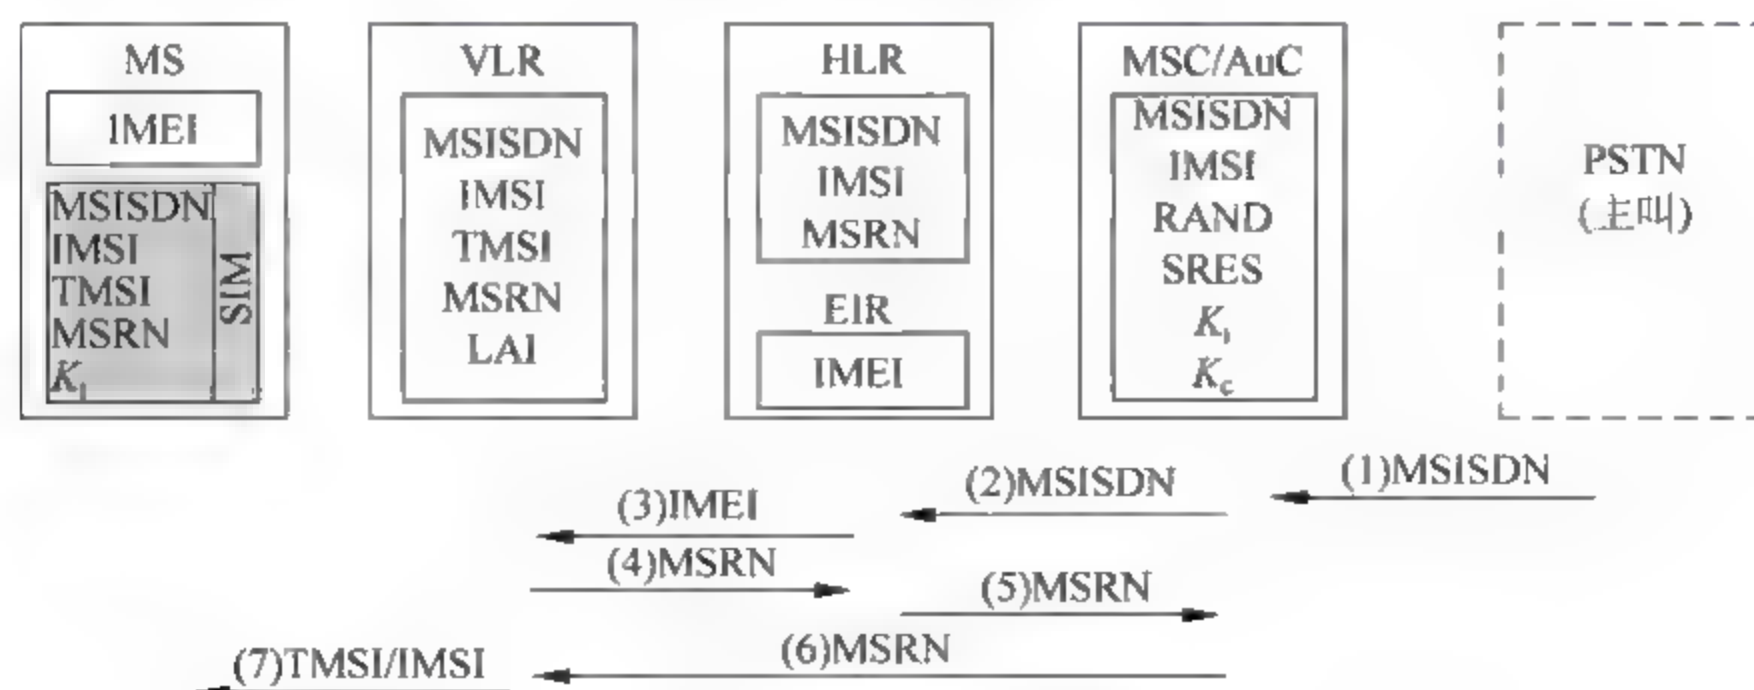 MS
IMEI
MSISDN
IMSI
TMSI
MSRN
Ki
SIM
VLR
MSISDN
IMSI
TMSI
MSRN
LAI
HLR
MSISDN
IMSI
MSRN
EIR
IMEI
MSC/AuC
MSISDN
IMSI
RAND
SRES
Ki
Kc
PSTN
(主叫)
(1)MSISDN
(2)MSISDN
(3)IMEI
(4)MSRN
(5)MSRN
(6)MSRN
(7)TMSI/IMSI